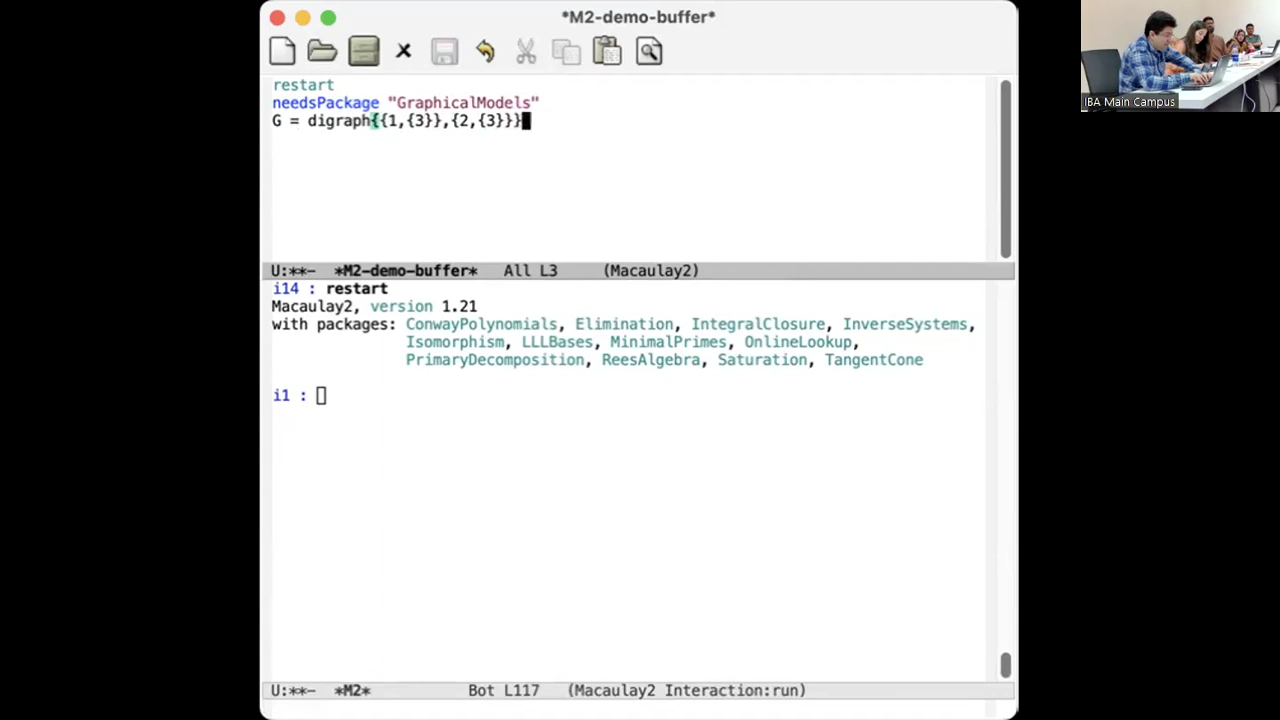 *M2-demo-buffer*
restart
needsPackage "GraphicalModels"
G = digraph{{1,{3}},{2,{3}}}
U:**-  *M2-demo-buffer*   All L3     (Macaulay2)
i14 : restart
Macaulay2, version 1.21
with packages: ConwayPolynomials, Elimination, IntegralClosure, InverseSystems,
Isomorphism, LLLBases, MinimalPrimes, OnlineLookup,
PrimaryDecomposition, ReesAlgebra, Saturation, TangentCone
i1 :
U:**-  *M2*           Bot L117   (Macaulay2 Interaction:run)
IBA Main Campus